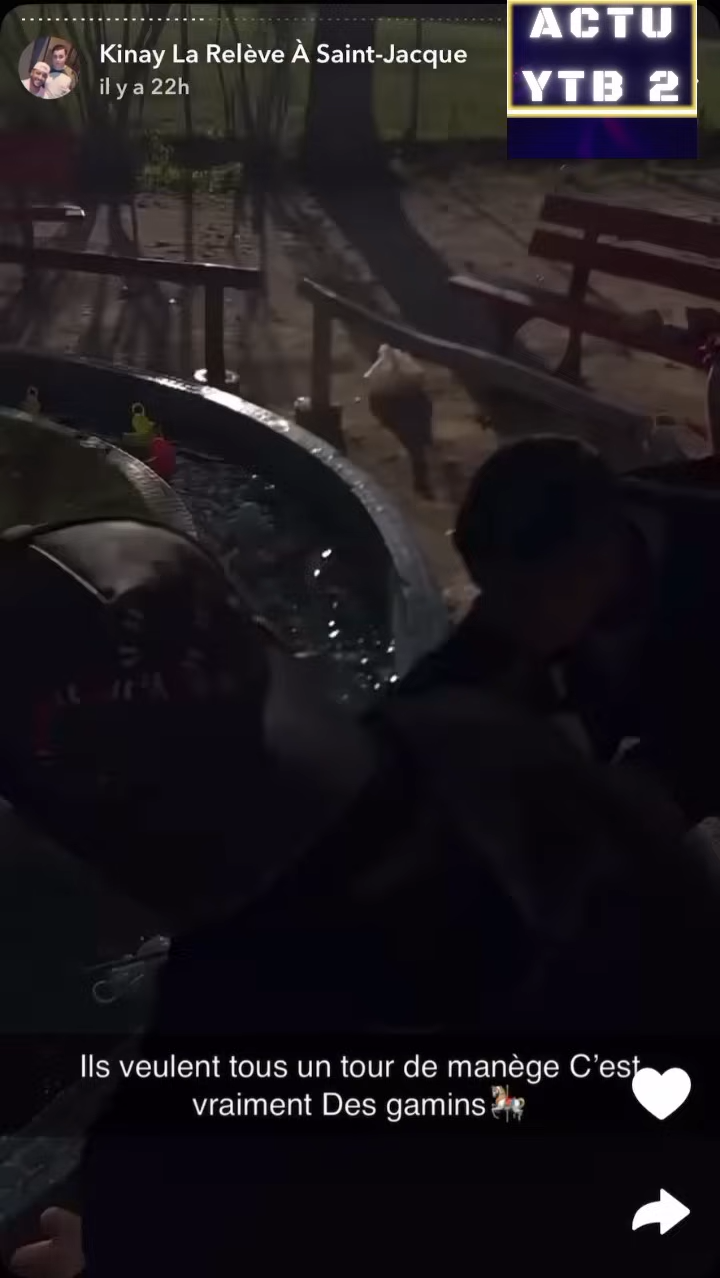 Kinay La Relève À Saint-Jacque
il y a 22h
ACTU
YTB 2
Ils veulent tous un tour de manège C’est
vraiment Des gamins🎠